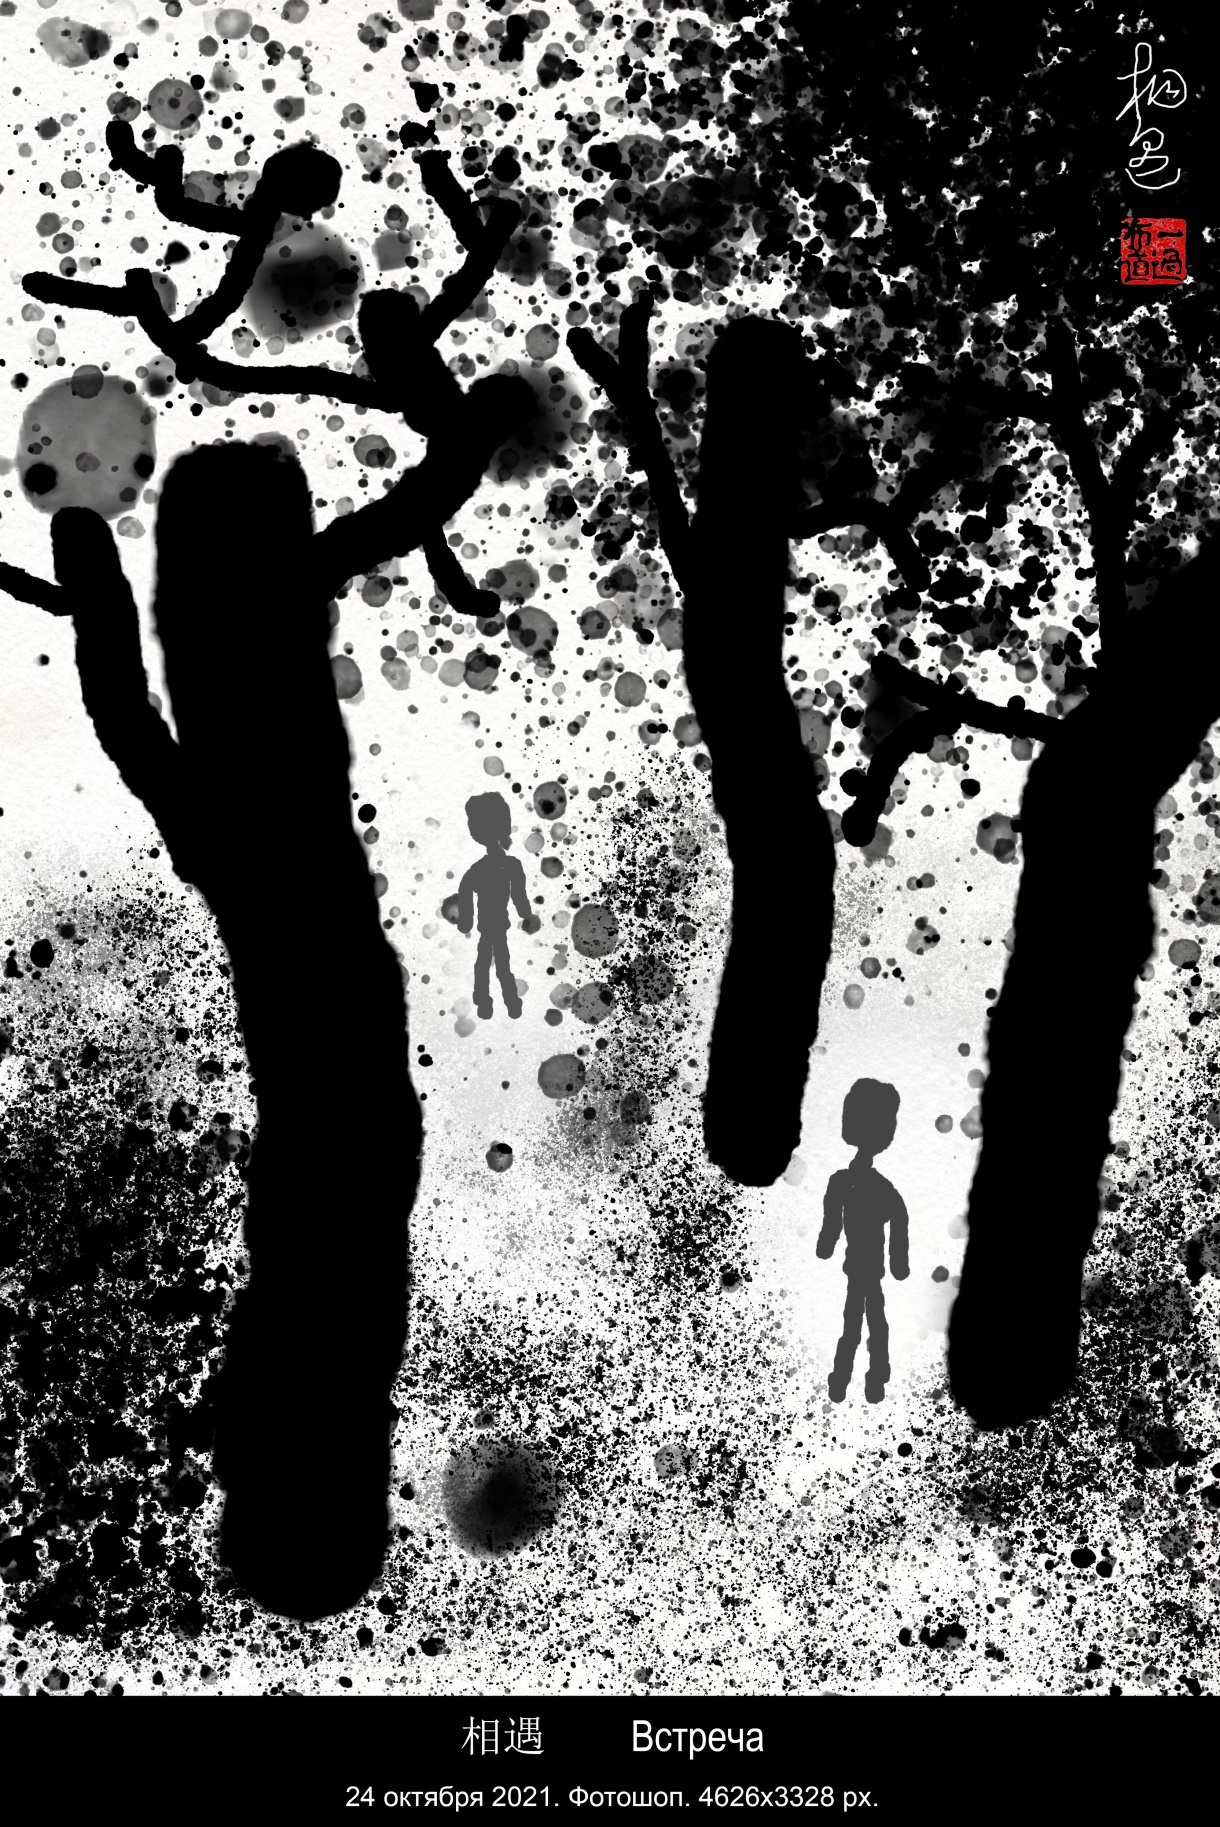 相遇 Встреча
24 октября 2021. Фотошоп. 4626x3328 px.